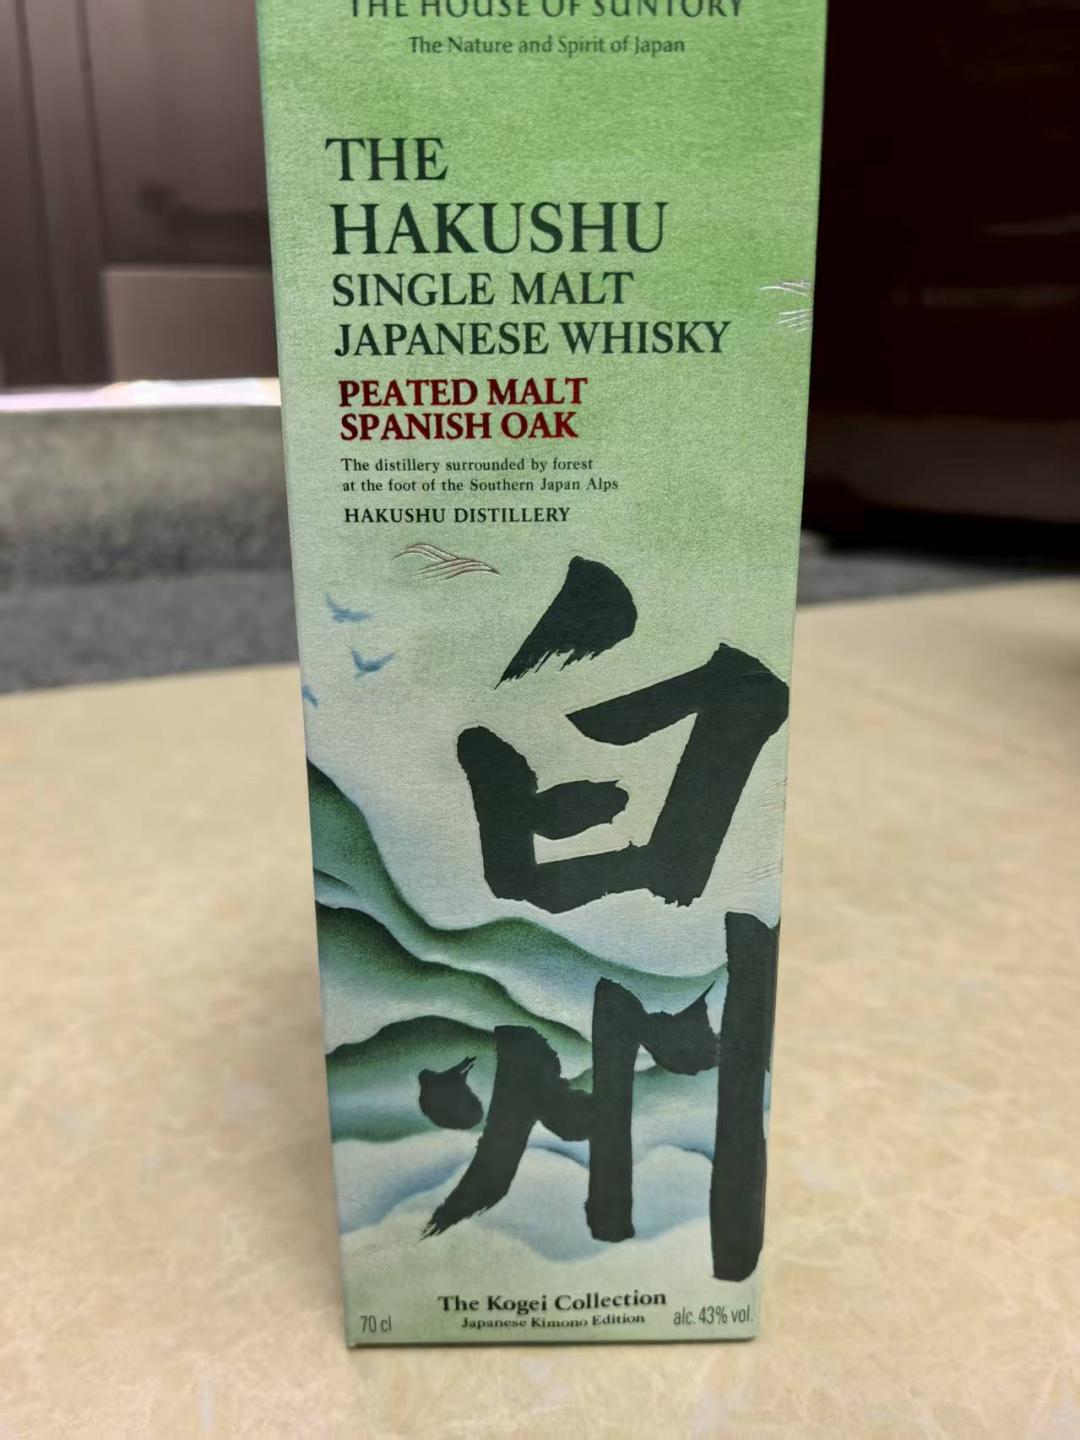 THE HOUSE OF SUNTORY
The Nature and Spirit of Japan
THE
HAKUSHU
SINGLE MALT
JAPANESE WHISKY
PEATED MALT
SPANISH OAK
The distillery surrounded by forest
at the foot of the Southern Japan Alps
HAKUSHU DISTILLERY
白
州
The Kogei Collection
Japanese Kimono Edition
70 cl
alc. 43% vol.